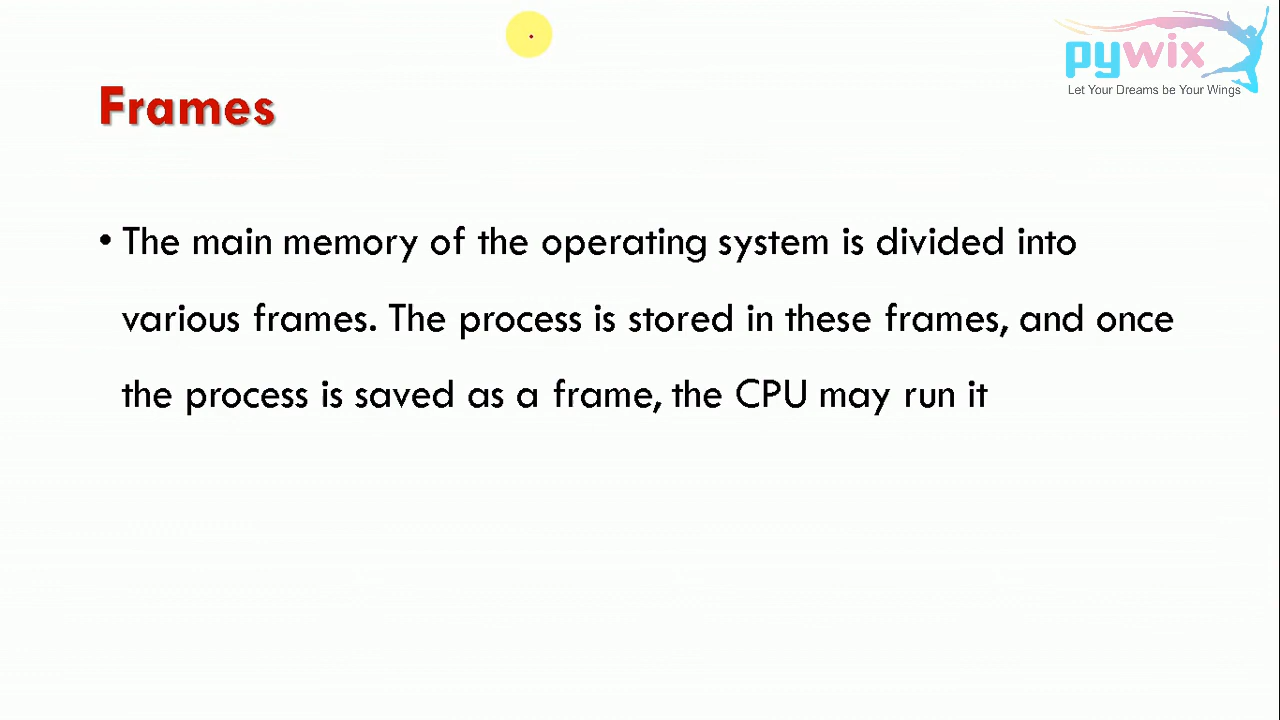 pywix
Let Your Dreams be Your Wings
Frames
• The main memory of the operating system is divided into
various frames. The process is stored in these frames, and once
the process is saved as a frame, the CPU may run it